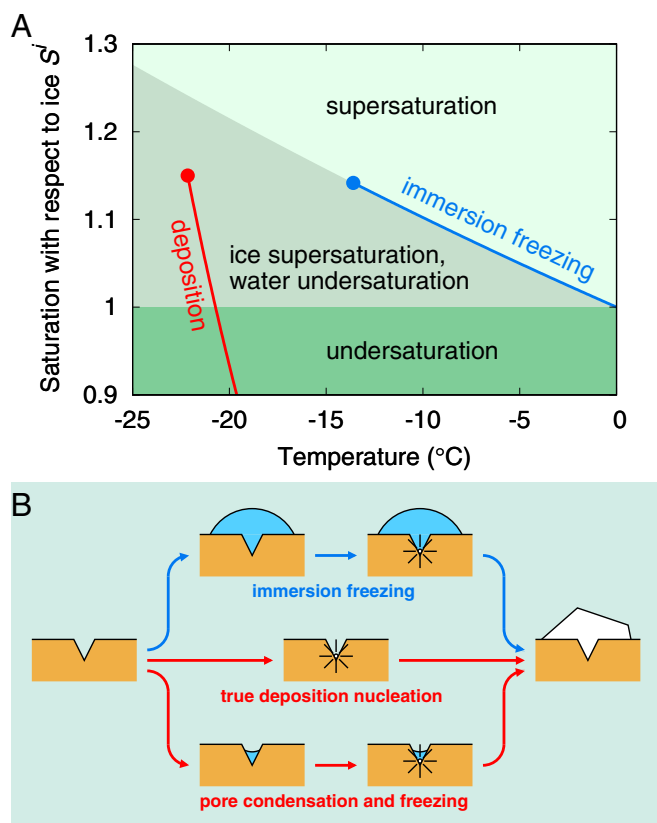 A
Saturation with respect to ice Sⁱ
1.3
1.2
1.1
1
0.9
supersaturation
immersion freezing
deposition
ice supersaturation,
water undersaturation
undersaturation
-25
-20
-15
-10
-5
0
Temperature (°C)
B
immersion freezing
true deposition nucleation
pore condensation and freezing